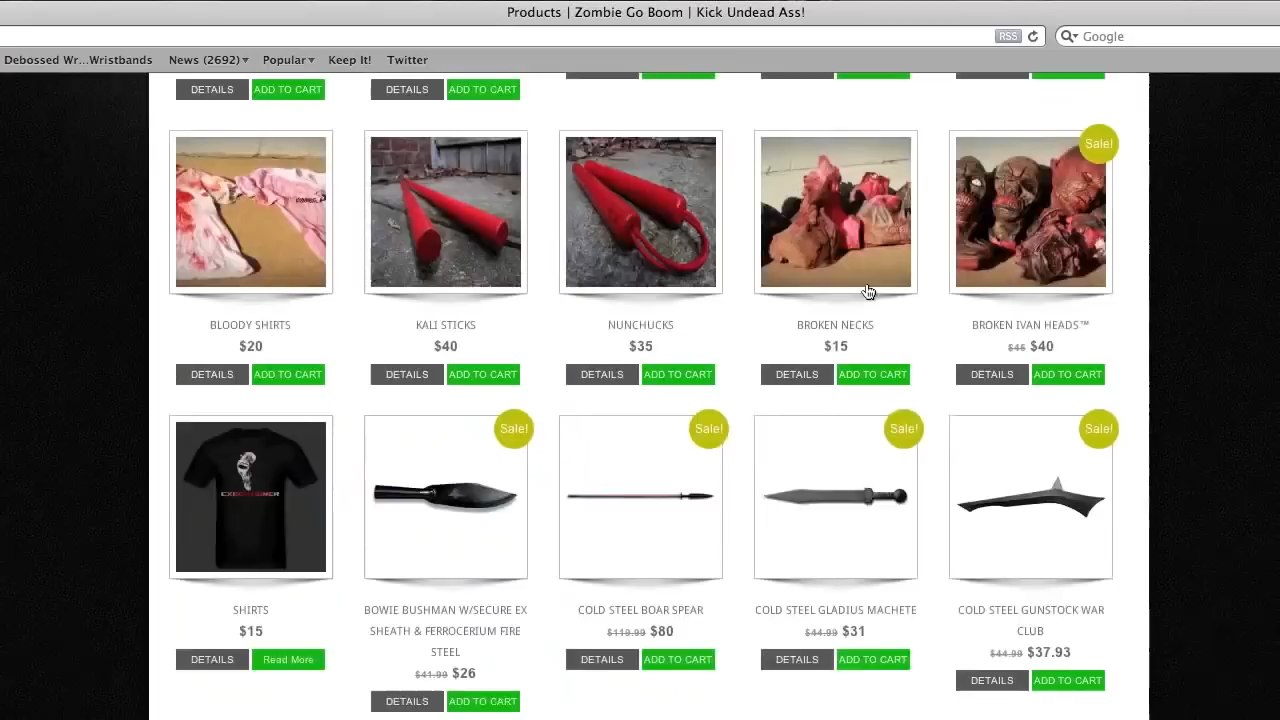 Products | Zombie Go Boom | Kick Undead Ass!
RSS
Google
Debossed Wr...Wristbands News (2692) Popular Keep It! Twitter
DETAILS ADD TO CART DETAILS ADD TO CART
Sale!
BLOODY SHIRTS KALI STICKS NUNCHUCKS BROKEN NECKS BROKEN IVAN HEADS™
$20 $40 $35 $15 $45 $40
DETAILS ADD TO CART DETAILS ADD TO CART DETAILS ADD TO CART DETAILS ADD TO CART DETAILS ADD TO CART
Sale! Sale! Sale! Sale!
SHIRTS
$15
DETAILS Read More
BOWIE BUSHMAN W/SECURE EX
SHEATH & FERROCERIUM FIRE
STEEL
$41.99 $26
DETAILS ADD TO CART
COLD STEEL BOAR SPEAR
$119.99 $80
DETAILS ADD TO CART
COLD STEEL GLADIUS MACHETE
$44.99 $31
DETAILS ADD TO CART
COLD STEEL GUNSTOCK WAR
CLUB
$44.99 $37.93
DETAILS ADD TO CART